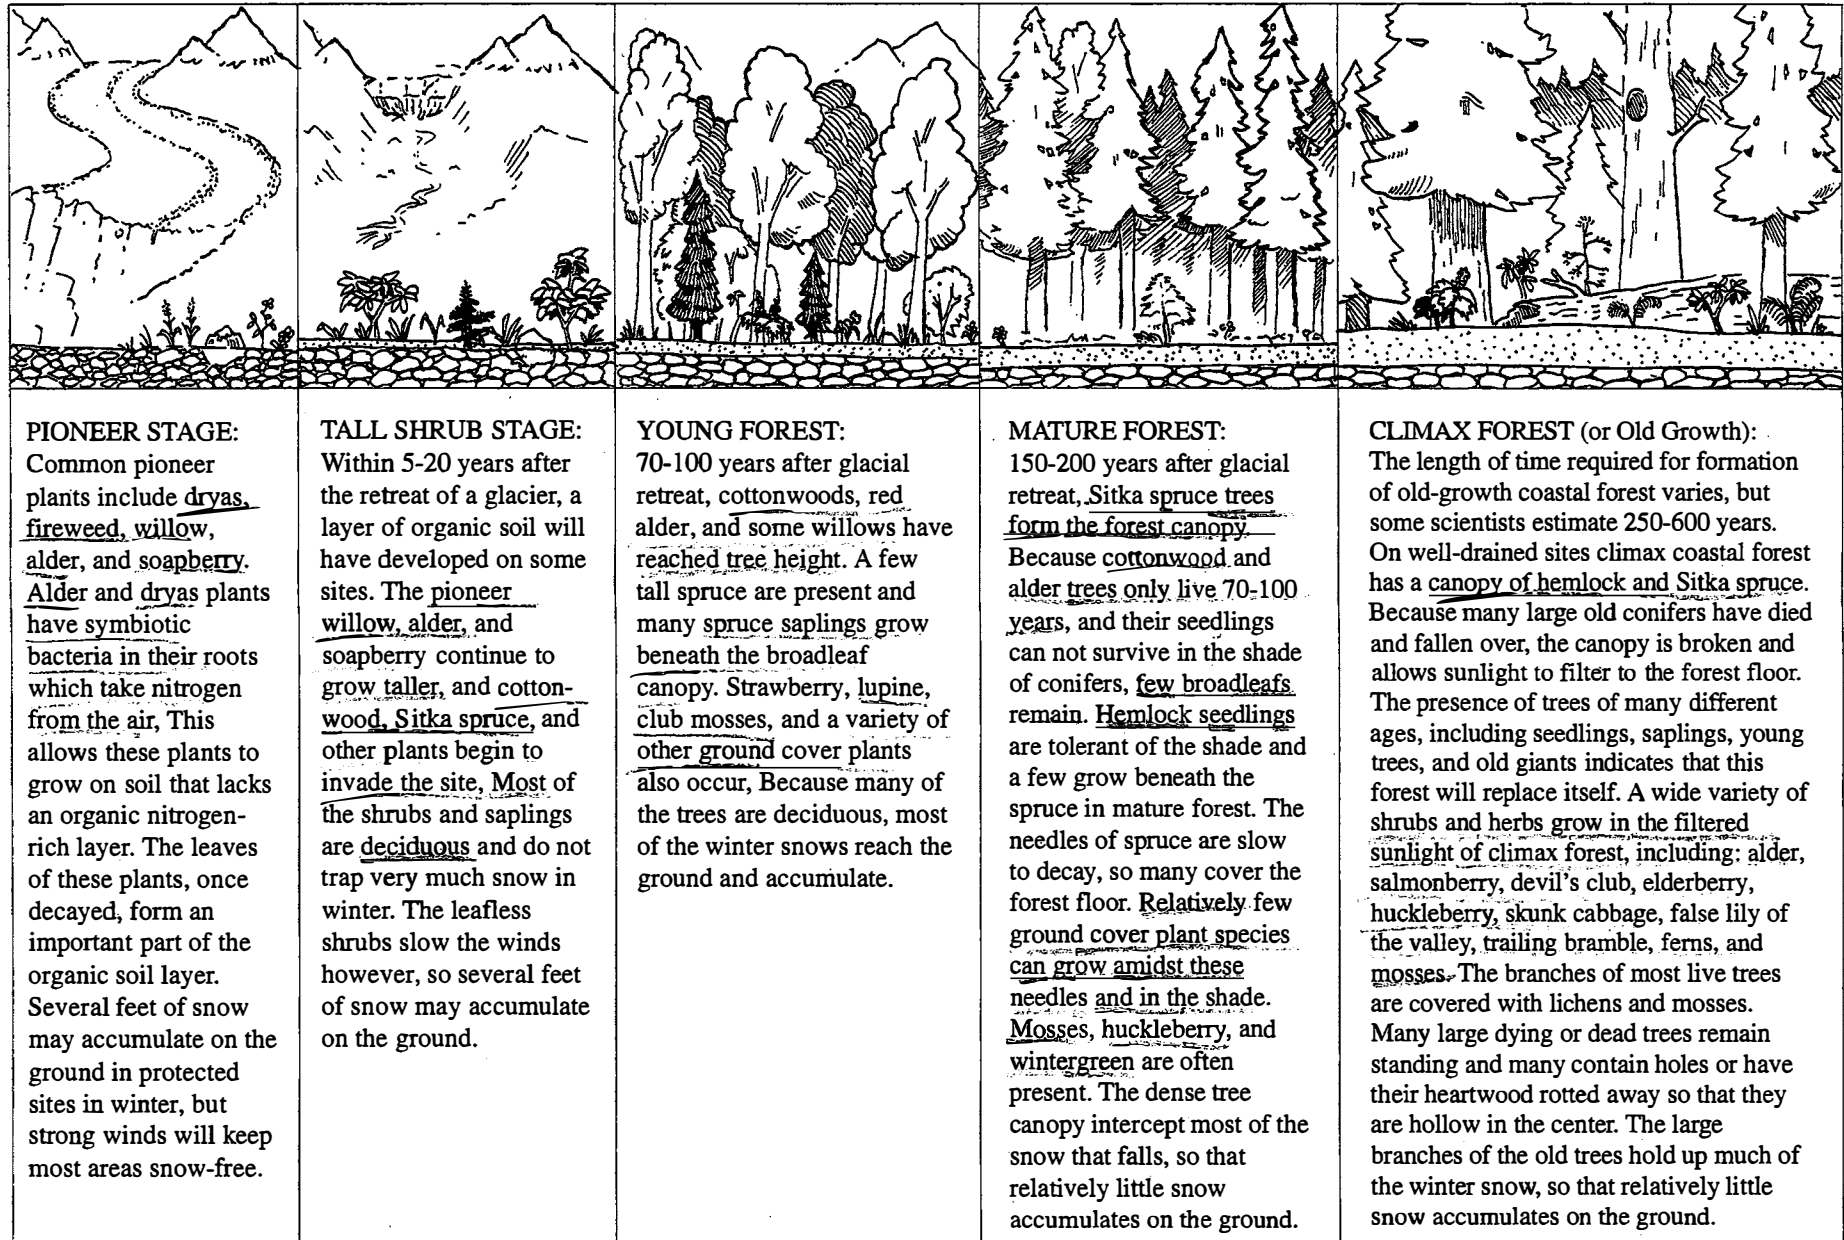 PIONEER STAGE:
Common pioneer
plants include dryas,
fireweed, willow,
alder, and soapberry.
Alder and dryas plants
have symbiotic
bacteria in their roots
which take nitrogen
from the air, This
allows these plants to
grow on soil that lacks
an organic nitrogen-
rich layer. The leaves
of these plants, once
decayed, form an
important part of the
organic soil layer.
Several feet of snow
may accumulate on the
ground in protected
sites in winter, but
strong winds will keep
most areas snow-free.
TALL SHRUB STAGE:
Within 5-20 years after
the retreat of a glacier, a
layer of organic soil will
have developed on some
sites. The pioneer
willow, alder, and
soapberry continue to
grow taller, and cotton-
wood, Sitka spruce, and
other plants begin to
invade the site, Most of
the shrubs and saplings
are deciduous and do not
trap very much snow in
winter. The leafless
shrubs slow the winds
however, so several feet
of snow may accumulate
on the ground.
YOUNG FOREST:
70-100 years after glacial
retreat, cottonwoods, red
alder, and some willows have
reached tree height. A few
tall spruce are present and
many spruce saplings grow
beneath the broadleaf
canopy. Strawberry, lupine,
club mosses, and a variety of
other ground cover plants
also occur, Because many of
the trees are deciduous, most
of the winter snows reach the
ground and accumulate.
MATURE FOREST:
150-200 years after glacial
retreat, Sitka spruce trees
form the forest canopy.
Because cottonwood and
alder trees only live 70-100
years, and their seedlings
can not survive in the shade
of conifers, few broadleafs
remain. Hemlock seedlings
are tolerant of the shade and
a few grow beneath the
spruce in mature forest. The
needles of spruce are slow
to decay, so many cover the
forest floor. Relatively few
ground cover plant species
can grow amidst these
needles and in the shade.
Mosses, huckleberry, and
wintergreen are often
present. The dense tree
canopy intercept most of the
snow that falls, so that
relatively little snow
accumulates on the ground.
CLIMAX FOREST (or Old Growth):
The length of time required for formation
of old-growth coastal forest varies, but
some scientists estimate 250-600 years.
On well-drained sites climax coastal forest
has a canopy of hemlock and Sitka spruce.
Because many large old conifers have died
and fallen over, the canopy is broken and
allows sunlight to filter to the forest floor.
The presence of trees of many different
ages, including seedlings, saplings, young
trees, and old giants indicates that this
forest will replace itself. A wide variety of
shrubs and herbs grow in the filtered
sunlight of climax forest, including: alder,
salmonberry, devil's club, elderberry,
huckleberry, skunk cabbage, false lily of
the valley, trailing bramble, ferns, and
mosses. The branches of most live trees
are covered with lichens and mosses.
Many large dying or dead trees remain
standing and many contain holes or have
their heartwood rotted away so that they
are hollow in the center. The large
branches of the old trees hold up much of
the winter snow, so that relatively little
snow accumulates on the ground.